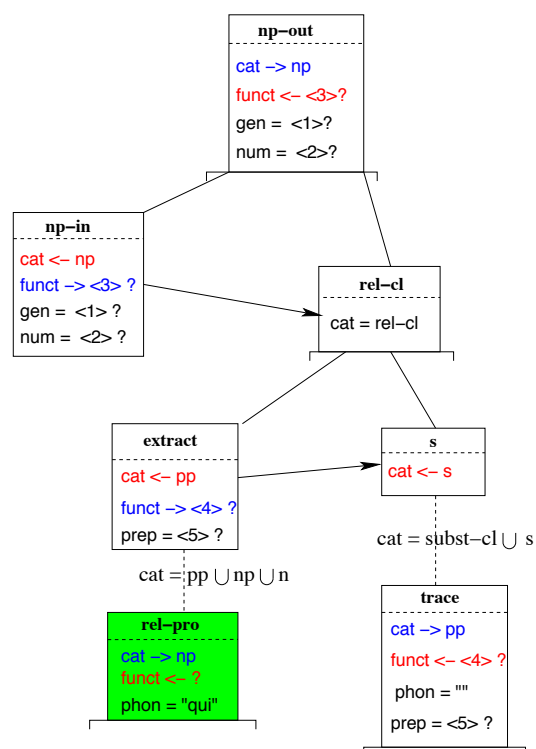 np−out
cat −> np
funct <− <3>?
gen = <1>?
num = <2>?
np−in
cat <− np
funct −> <3> ?
gen = <1> ?
num = <2> ?
rel−cl
cat = rel−cl
extract
cat <− pp
funct −> <4> ?
prep = <5> ?
s
cat <− s
cat = pp ∪ np ∪ n
cat = subst−cl ∪ s
rel−pro
cat −> np
funct <− ?
phon = "qui"
trace
cat −> pp
funct <− <4> ?
phon = ""
prep = <5> ?